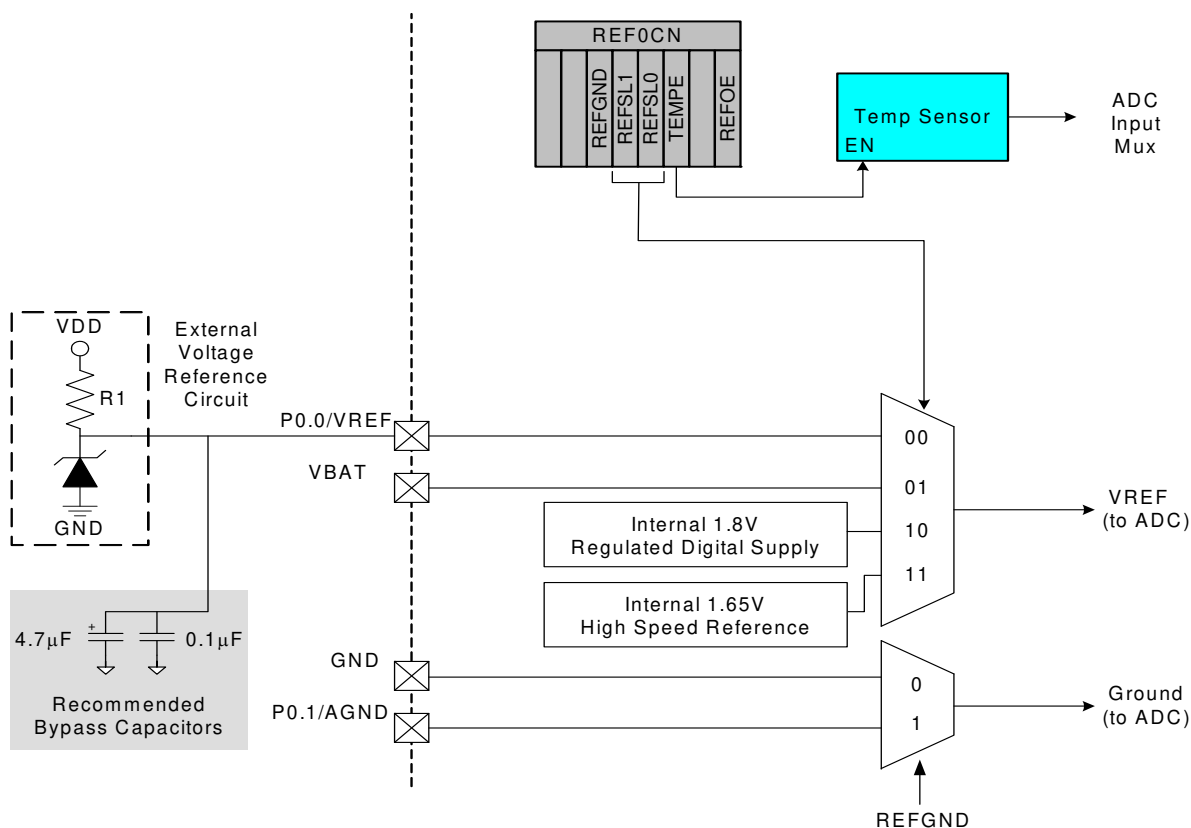 REF0CN
REFGND
REFSL1
REFSL0
TEMPE
REFOE
Temp Sensor
EN
ADC
Input
Mux
VDD
R1
GND
External
Voltage
Reference
Circuit
P0.0/VREF
VBAT
00
01
10
11
Internal 1.8V
Regulated Digital Supply
Internal 1.65V
High Speed Reference
VREF
(to ADC)
4.7μF
+
0.1μF
Recommended
Bypass Capacitors
GND
P0.1/AGND
0
1
Ground
(to ADC)
REFGND